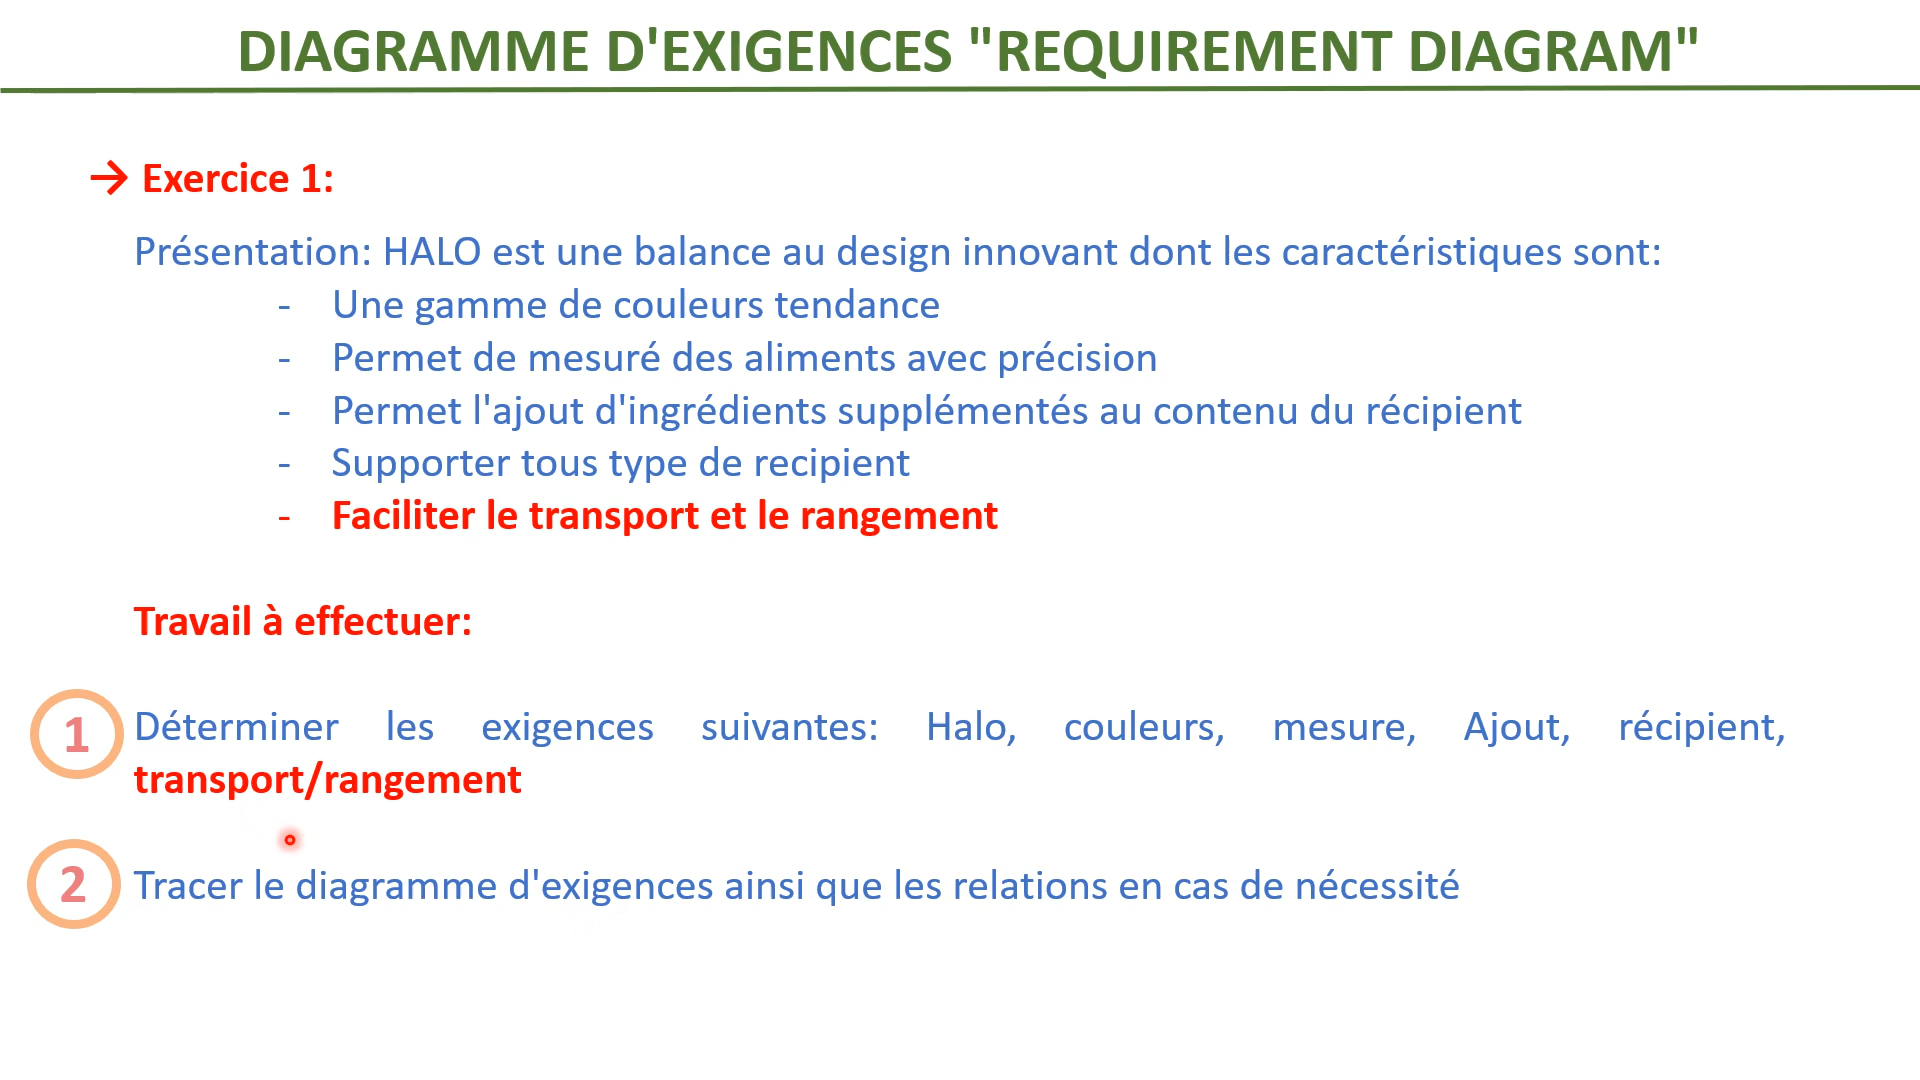 DIAGRAMME D'EXIGENCES "REQUIREMENT DIAGRAM"
→ Exercice 1:
Présentation: HALO est une balance au design innovant dont les caractéristiques sont:
- Une gamme de couleurs tendance
- Permet de mesuré des aliments avec précision
- Permet l'ajout d'ingrédients supplémentés au contenu du récipient
- Supporter tous type de recipient
- Faciliter le transport et le rangement
Travail à effectuer:
1 Déterminer les exigences suivantes: Halo, couleurs, mesure, Ajout, récipient,
transport/rangement
2 Tracer le diagramme d'exigences ainsi que les relations en cas de nécessité